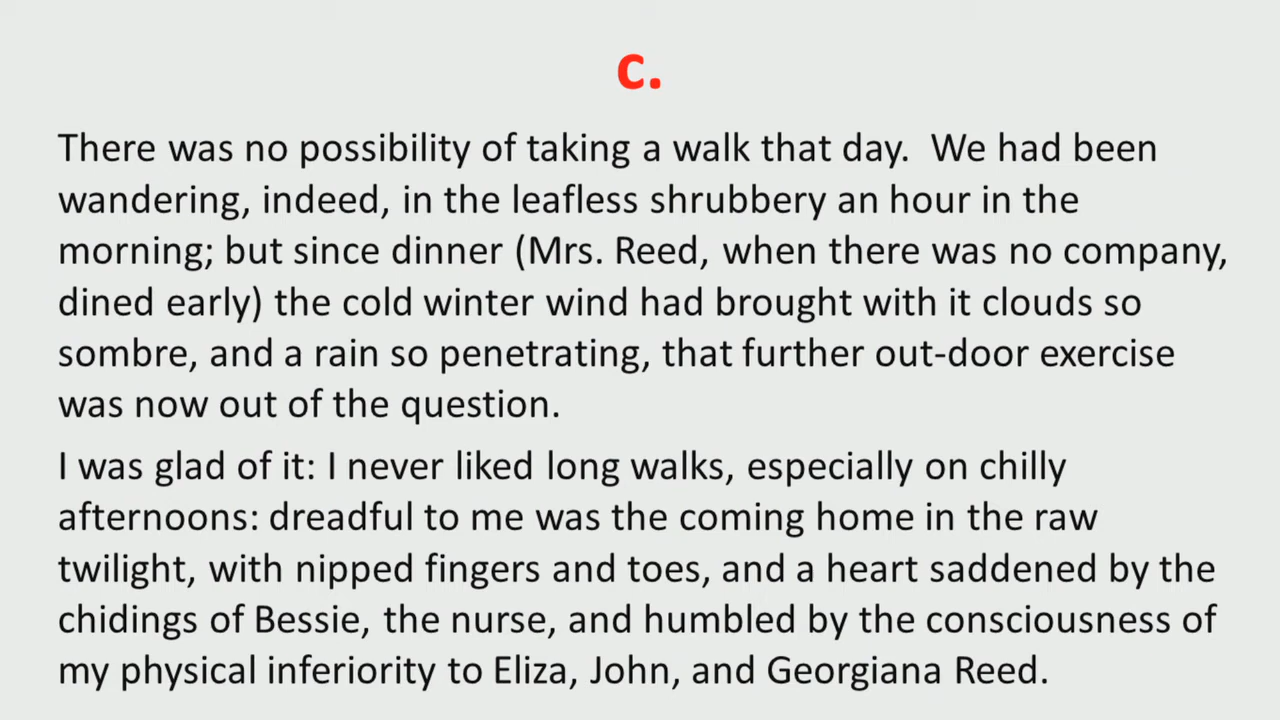 c.
There was no possibility of taking a walk that day.  We had been
wandering, indeed, in the leafless shrubbery an hour in the
morning; but since dinner (Mrs. Reed, when there was no company,
dined early) the cold winter wind had brought with it clouds so
sombre, and a rain so penetrating, that further out-door exercise
was now out of the question.
I was glad of it: I never liked long walks, especially on chilly
afternoons: dreadful to me was the coming home in the raw
twilight, with nipped fingers and toes, and a heart saddened by the
chidings of Bessie, the nurse, and humbled by the consciousness of
my physical inferiority to Eliza, John, and Georgiana Reed.